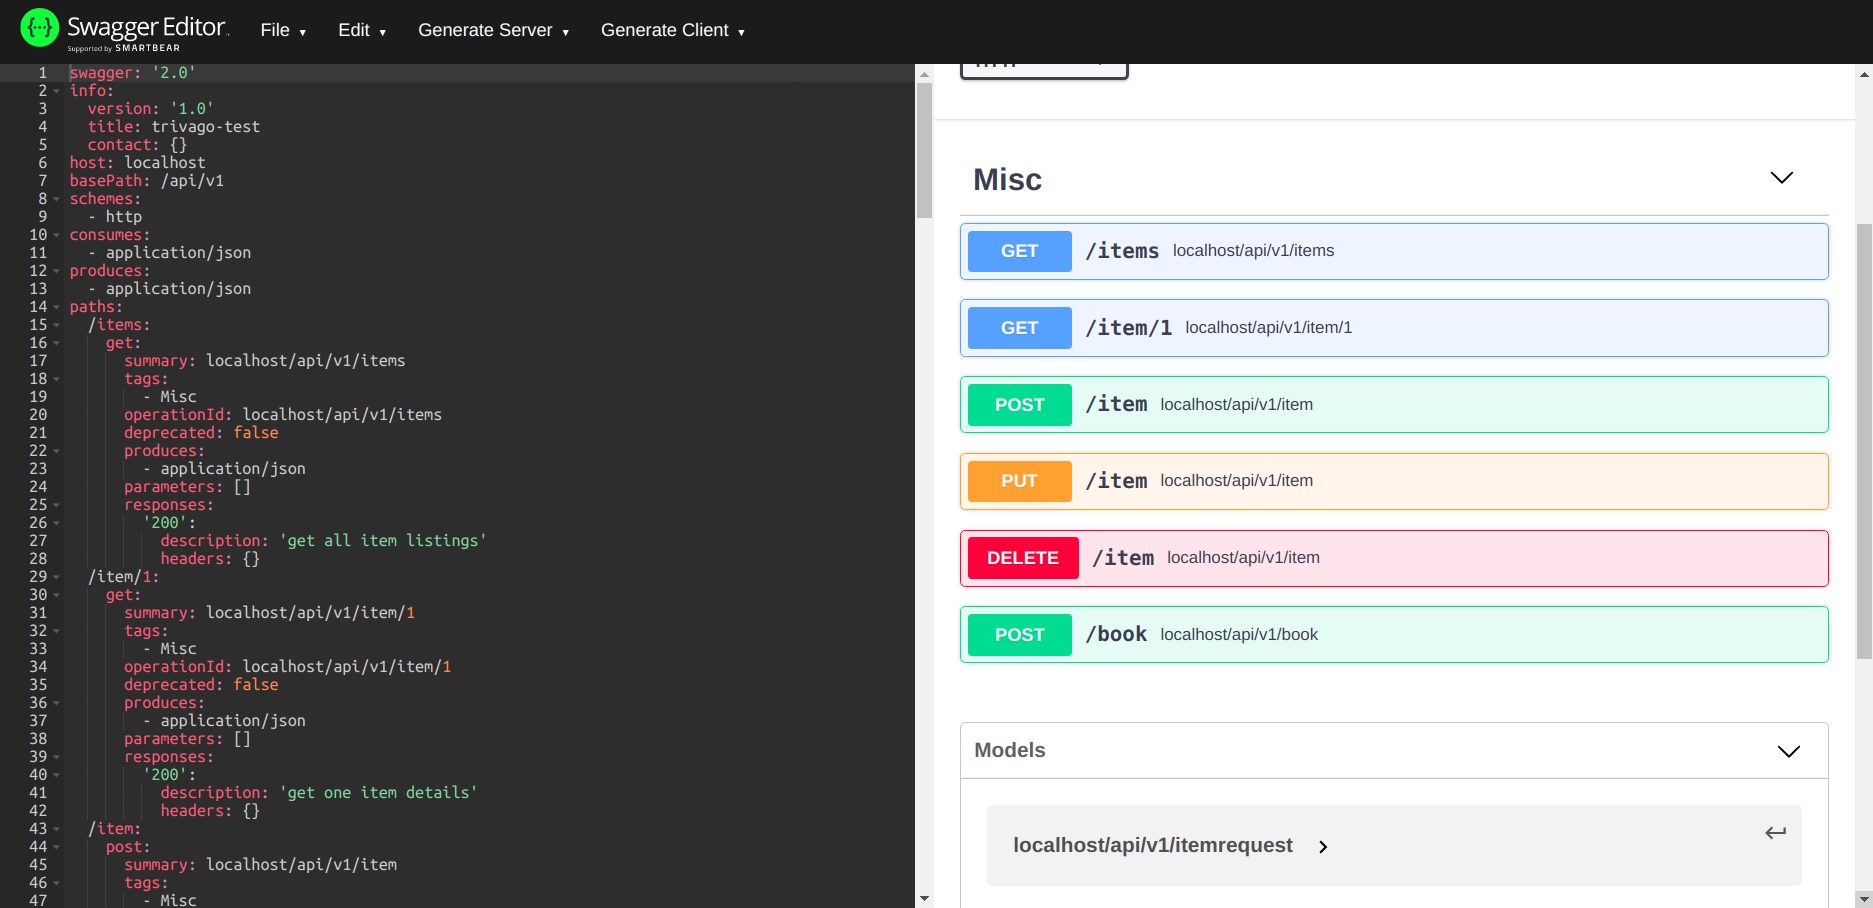 Swagger Editor
Supported by SMARTBEAR
File ▾ Edit ▾ Generate Server ▾ Generate Client ▾
1 swagger: '2.0'
2 info:
3 version: '1.0'
4 title: trivago-test
5 contact: {}
6 host: localhost
7 basePath: /api/v1
8 schemes:
9 - http
10 consumes:
11 - application/json
12 produces:
13 - application/json
14 paths:
15 /items:
16 get:
17 summary: localhost/api/v1/items
18 tags:
19 - Misc
20 operationId: localhost/api/v1/items
21 deprecated: false
22 produces:
23 - application/json
24 parameters: []
25 responses:
26 '200':
27 description: 'get all item listings'
28 headers: {}
29 /item/1:
30 get:
31 summary: localhost/api/v1/item/1
32 tags:
33 - Misc
34 operationId: localhost/api/v1/item/1
35 deprecated: false
36 produces:
37 - application/json
38 parameters: []
39 responses:
40 '200':
41 description: 'get one item details'
42 headers: {}
43 /item:
44 post:
45 summary: localhost/api/v1/item
46 tags:
47 - Misc
Misc
GET /items localhost/api/v1/items
GET /item/1 localhost/api/v1/item/1
POST /item localhost/api/v1/item
PUT /item localhost/api/v1/item
DELETE /item localhost/api/v1/item
POST /book localhost/api/v1/book
Models
localhost/api/v1/itemrequest